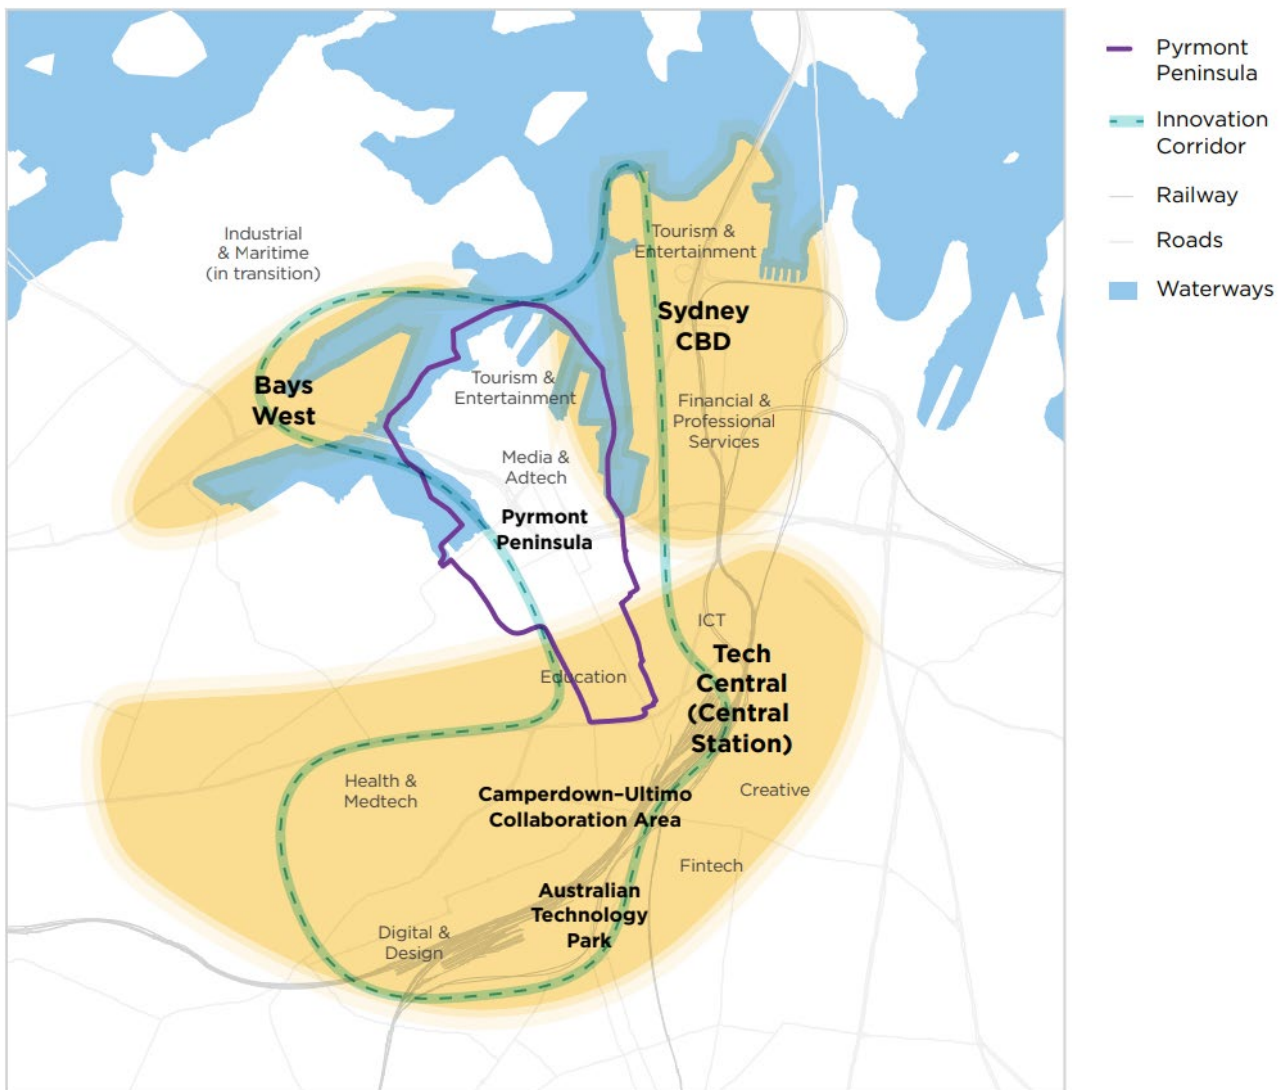 Pyrmont
Peninsula
Innovation
Corridor
Railway
Roads
Waterways
Industrial
& Maritime
(in transition)
Tourism &
Entertainment
Sydney
CBD
Bays
West
Tourism &
Entertainment
Financial &
Professional
Services
Media &
Adtech
Pyrmont
Peninsula
ICT
Tech
Central
(Central
Station)
Education
Health &
Medtech
Camperdown–Ultimo
Collaboration Area
Creative
Fintech
Australian
Technology
Park
Digital &
Design